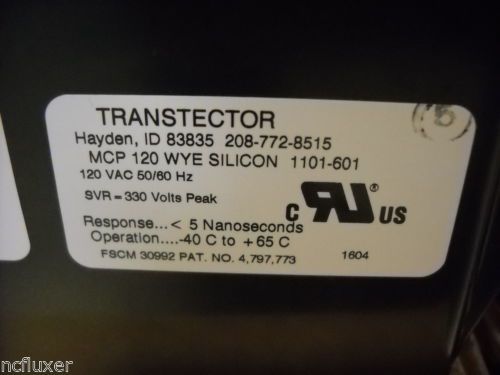 TRANSTECTOR
Hayden, ID 83835 208-772-8515
MCP 120 WYE SILICON 1101-601
120 VAC 50/60 Hz
SVR = 330 Volts Peak
C RU ® US
Response...< 5 Nanoseconds
Operation....-40 C to +65 C
FSCM 30992 PAT. NO. 4,797,773 1604
ncfluxer
ncfluxer